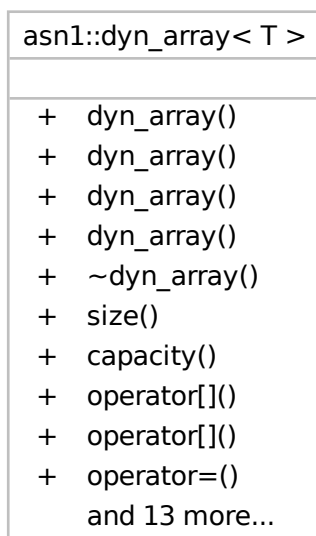 asn1::dyn_array< T >
+ dyn_array()
+ dyn_array()
+ dyn_array()
+ dyn_array()
+ ~dyn_array()
+ size()
+ capacity()
+ operator[]()
+ operator[]()
+ operator=()
and 13 more...